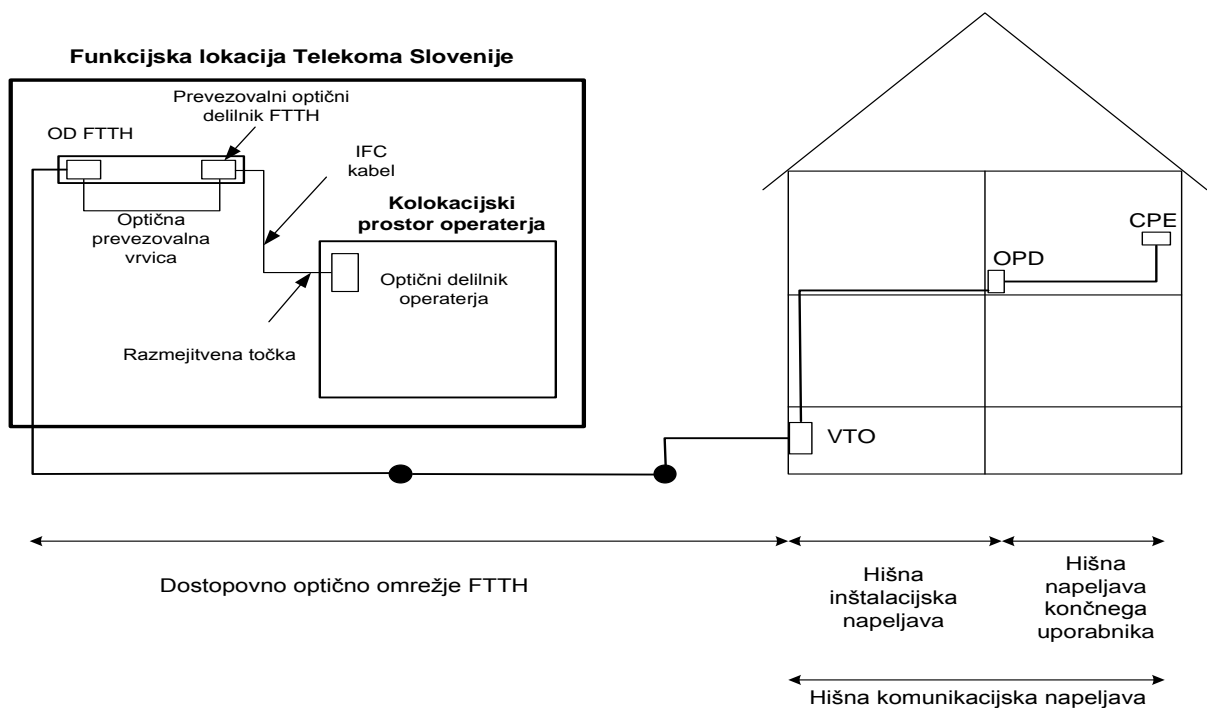 Funkcijska lokacija Telekoma Slovenije
Prevezovalni optični
delilnik FTTH
OD FTTH
IFC
kabel
Optična
prevezovalna
vrvica
Kolokacijski
prostor operaterja
Optični delilnik
operaterja
Razmejitvena točka
CPE
OPD
VTO
Dostopovno optično omrežje FTTH
Hišna
inštalacijska
napeljava
Hišna
napeljava
končnega
uporabnika
Hišna komunikacijska napeljava